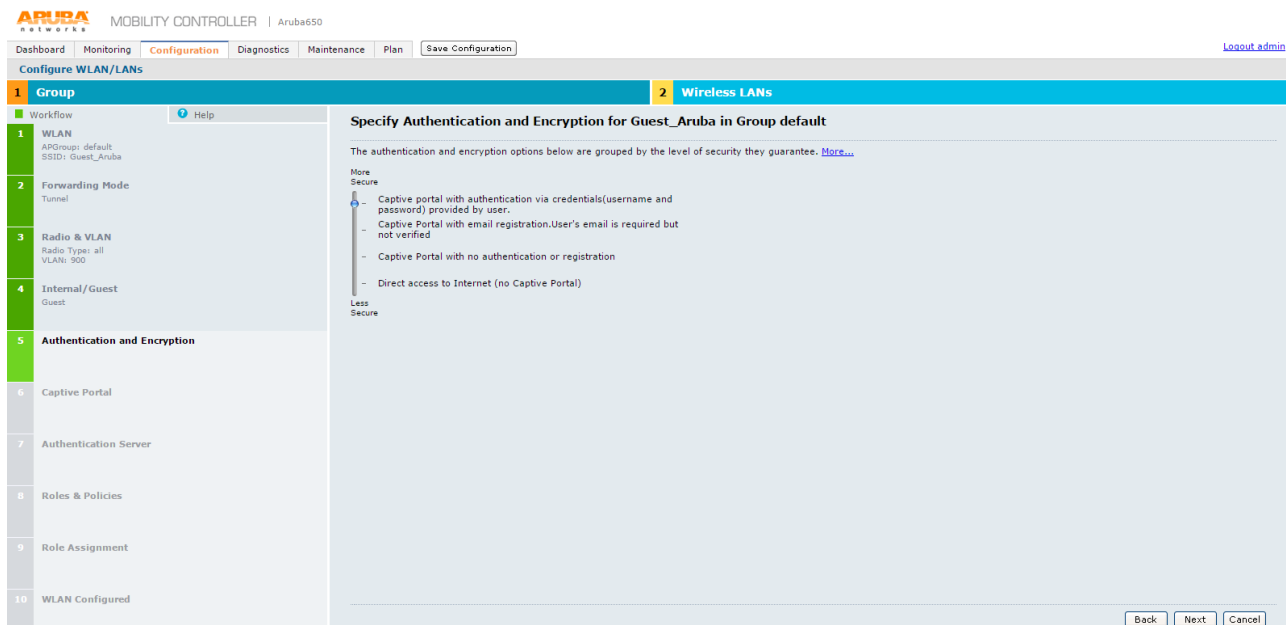 ARUBA
networks
MOBILITY CONTROLLER | Aruba650
Dashboard Monitoring Configuration Diagnostics Maintenance Plan Save Configuration Logout admin
Configure WLAN/LANs
1 Group 2 Wireless LANs
Workflow ? Help
1 WLAN
APGroup: default
SSID: Guest_Aruba
2 Forwarding Mode
Tunnel
3 Radio & VLAN
Radio Type: all
VLAN: 900
4 Internal/Guest
Guest
5 Authentication and Encryption
6 Captive Portal
7 Authentication Server
8 Roles & Policies
9 Role Assignment
10 WLAN Configured
Specify Authentication and Encryption for Guest_Aruba in Group default
The authentication and encryption options below are grouped by the level of security they guarantee. More...
More
Secure
Captive portal with authentication via credentials(username and
password) provided by user.
Captive Portal with email registration.User's email is required but
not verified
Captive Portal with no authentication or registration
Direct access to Internet (no Captive Portal)
Less
Secure
Back Next Cancel